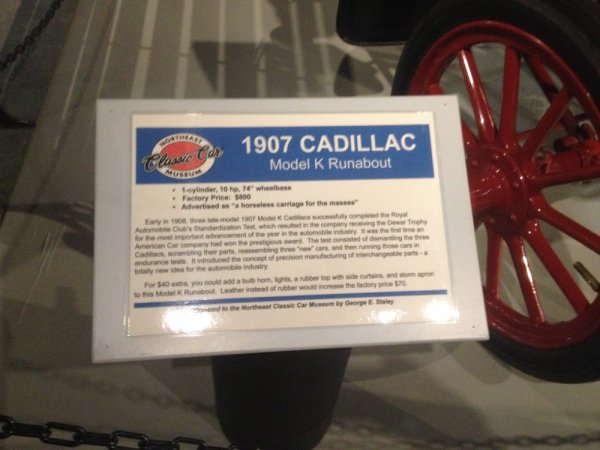 NORTHEAST
Classic Car
MUSEUM
1907 CADILLAC
Model K Runabout
• 1-cylinder, 10 hp, 74" wheelbase
• Factory Price: $800
• Advertised as "a horseless carriage for the masses"
Early in 1908, three late-model 1907 Model K Cadillacs successfully completed the Royal
Automobile Club's Standardization Test, which resulted in the company receiving the Dewar Trophy
for the most important advancement of the year in the automobile industry. It was the first time an
American Car company had won the prestigious award. The test consisted of dismantling the three
Cadillacs, scrambling their parts, reassembling three "new" cars, and then running those cars in
endurance tests. It introduced the concept of precision manufacturing of interchangeable parts - a
totally new idea for the automobile industry.
For $40 extra, you could add a bulb horn, lights, a rubber top with side curtains, and storm apron
to this Model K Runabout. Leather instead of rubber would increase the factory price $70.
Donated to the Northeast Classic Car Museum by George E. Staley